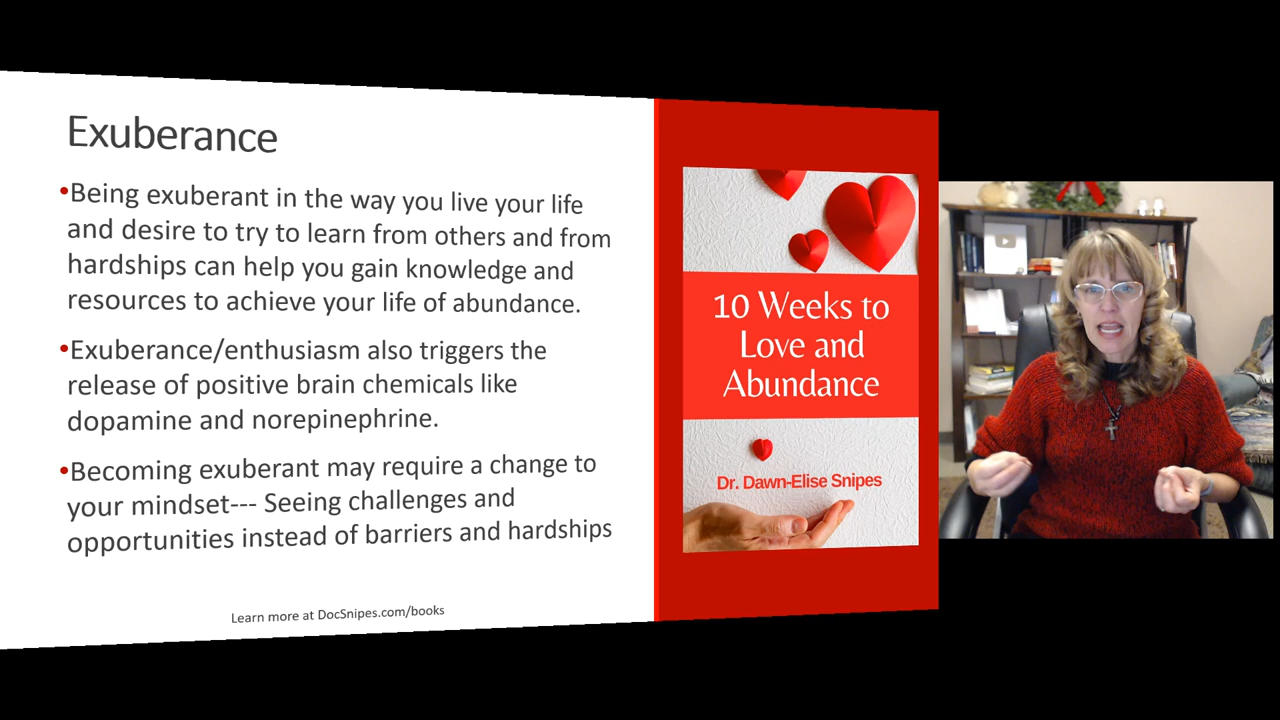 Exuberance
•Being exuberant in the way you live your life
and desire to try to learn from others and from
hardships can help you gain knowledge and
resources to achieve your life of abundance.
•Exuberance/enthusiasm also triggers the
release of positive brain chemicals like
dopamine and norepinephrine.
•Becoming exuberant may require a change to
your mindset--- Seeing challenges and
opportunities instead of barriers and hardships
Learn more at DocSnipes.com/books
10 Weeks to
Love and
Abundance
Dr. Dawn-Elise Snipes